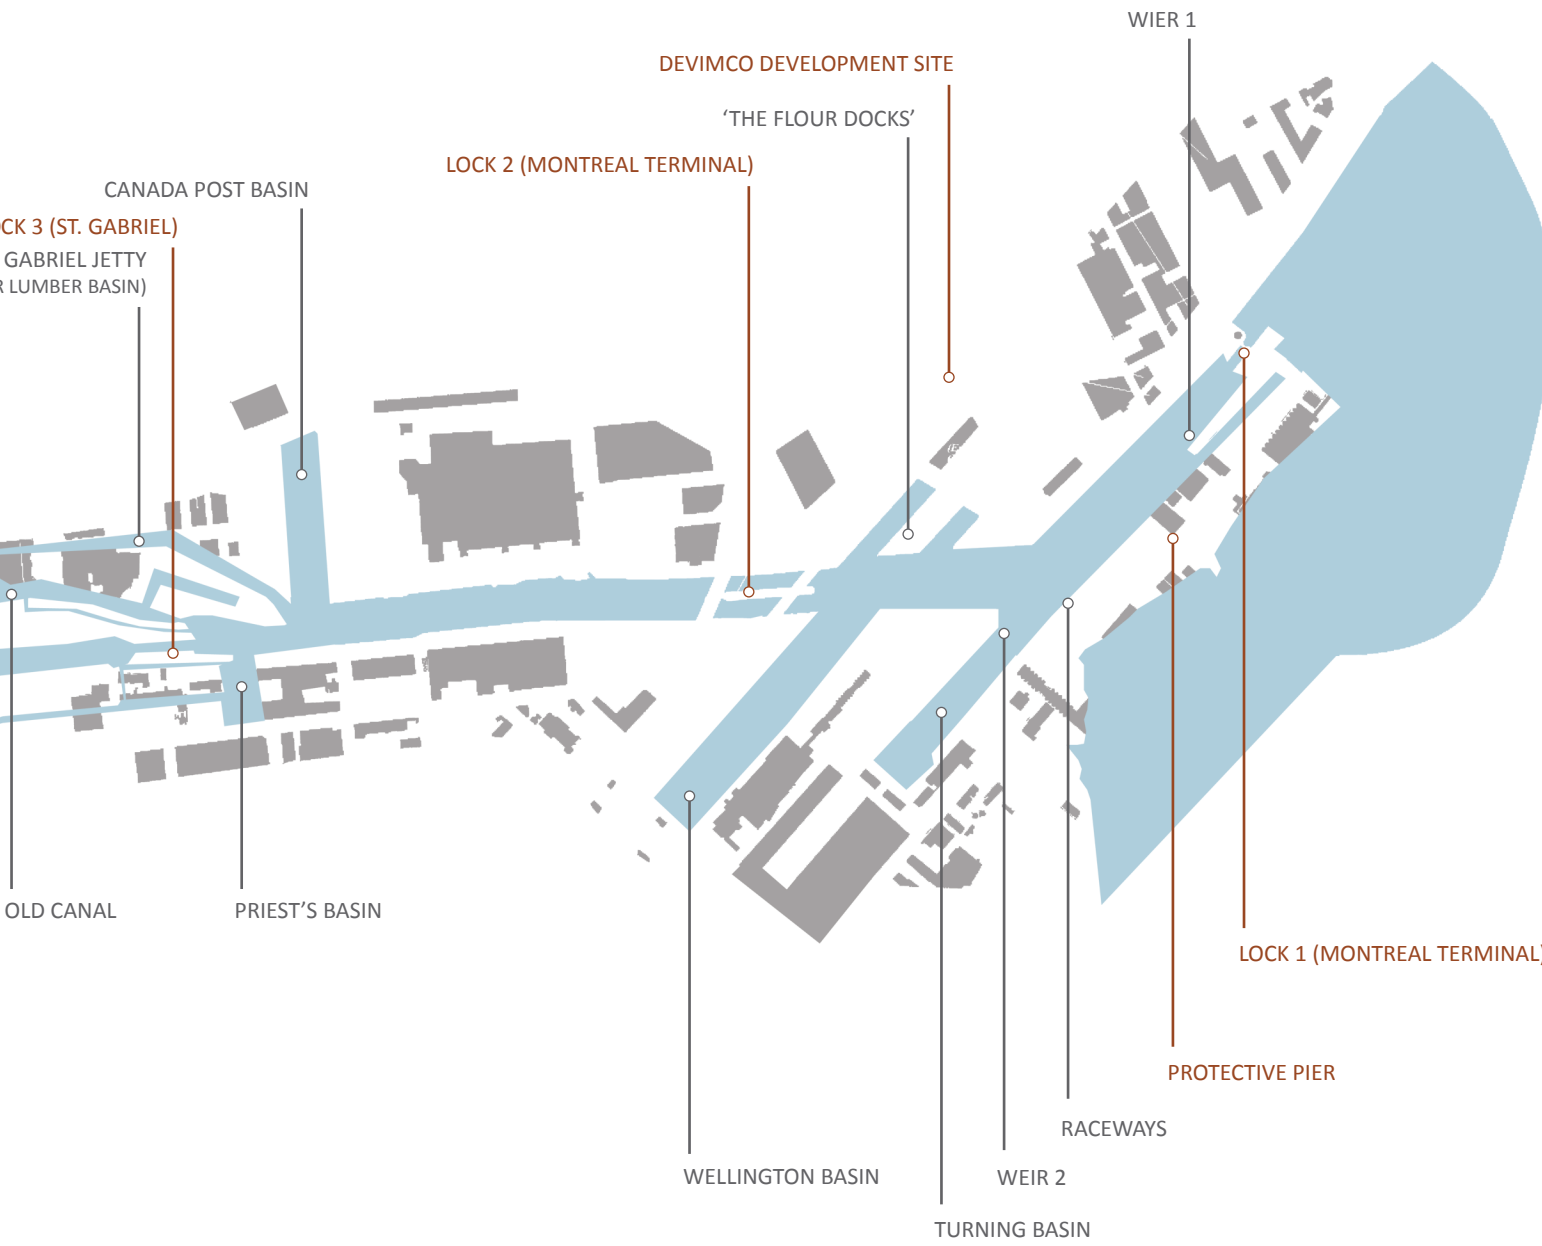 WIER 1
DEVIMCO DEVELOPMENT SITE
‘THE FLOUR DOCKS’
LOCK 2 (MONTREAL TERMINAL)
CANADA POST BASIN
CK 3 (ST. GABRIEL)
GABRIEL JETTY
LUMBER BASIN)
OLD CANAL
PRIEST’S BASIN
LOCK 1 (MONTREAL TERMINAL)
PROTECTIVE PIER
RACEWAYS
WELLINGTON BASIN
WEIR 2
TURNING BASIN